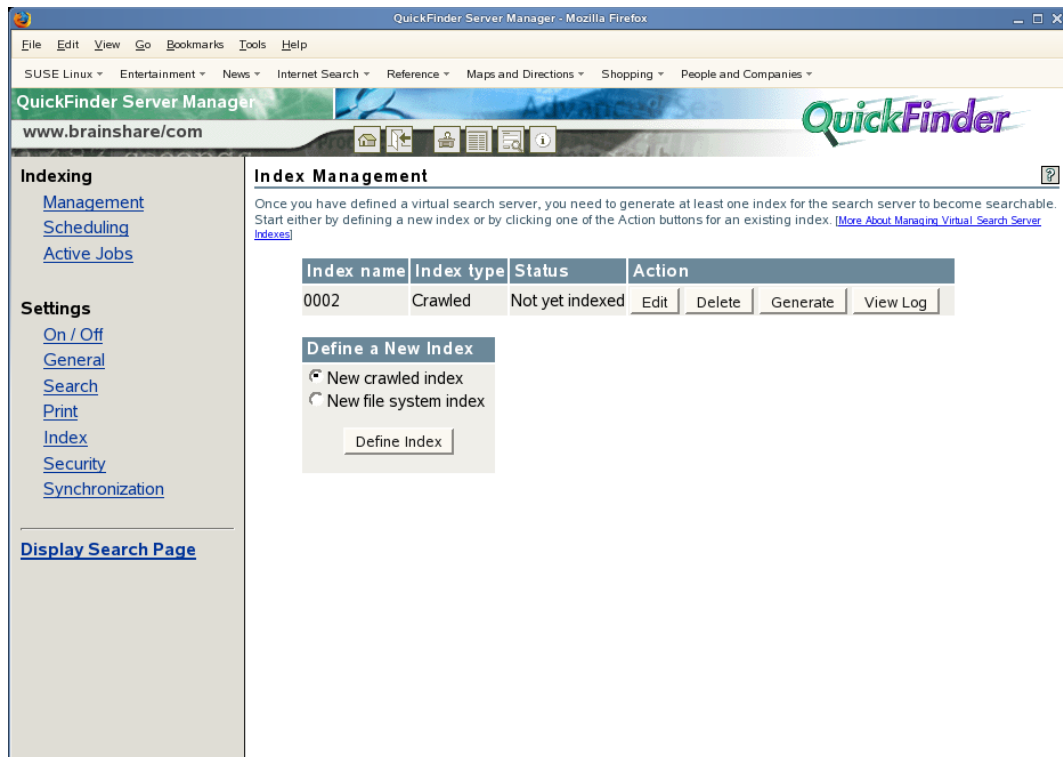 QuickFinder Server Manager - Mozilla Firefox
File Edit View Go Bookmarks Tools Help
SUSE Linux Entertainment News Internet Search Reference Maps and Directions Shopping People and Companies
QuickFinder Server Manager
Advanced Sea
QuickFinder
www.brainshare/com
Indexing
Management
Scheduling
Active Jobs
Settings
On / Off
General
Search
Print
Index
Security
Synchronization
Display Search Page
Index Management
Once you have defined a virtual search server, you need to generate at least one index for the search server to become searchable.
Start either by defining a new index or by clicking one of the Action buttons for an existing index. [More About Managing Virtual Search Server
Indexes]
Index name Index type Status Action
0002 Crawled Not yet indexed Edit Delete Generate View Log
Define a New Index
New crawled index
New file system index
Define Index